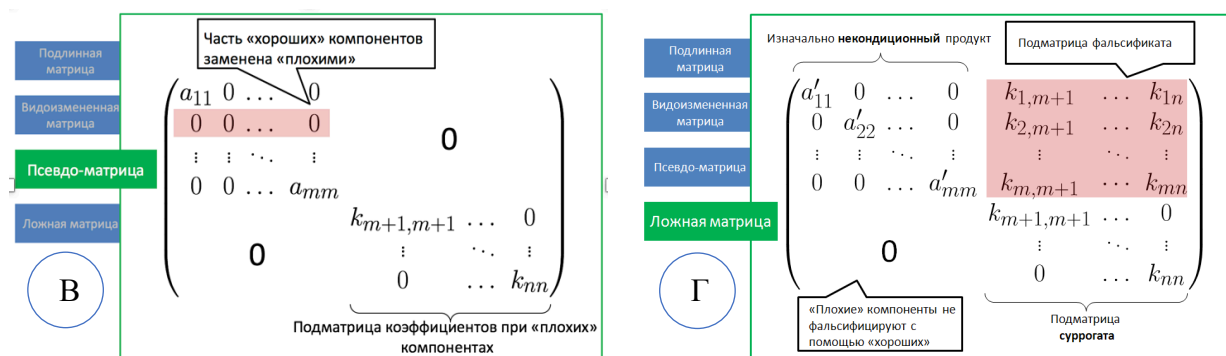 Часть «хороших» компонентов
заменена «плохими»
Подлинная
матрица
Видоизмененная
матрица
Псевдо-матрица
Ложная матрица
В
a₁₁ 0 … 0
0 0 … 0
⋮ ⋮ ⋱ ⋮
0 0 … aₘₘ
0
kₘ₊₁,ₘ₊₁ … 0
⋮ ⋱ ⋮
0 … kₙₙ
0
Подматрица коэффициентов при «плохих»
компонентах
Изначально некондиционный продукт
Подматрица фальсификата
Подлинная
матрица
Видоизмененная
матрица
Псевдо-матрица
Ложная матрица
Г
a′₁₁ 0 … 0 k₁,ₘ₊₁ … k₁ₙ
0 a′₂₂ … 0 k₂,ₘ₊₁ … k₂ₙ
⋮ ⋮ ⋱ ⋮ ⋮ ⋱ ⋮
0 0 … a′ₘₘ kₘ,ₘ₊₁ … kₘₙ
kₘ₊₁,ₘ₊₁ … 0
0 ⋮ ⋱ ⋮
0 … kₙₙ
«Плохие» компоненты не
фальсифицируют с
помощью «хороших»
Подматрица
суррогата